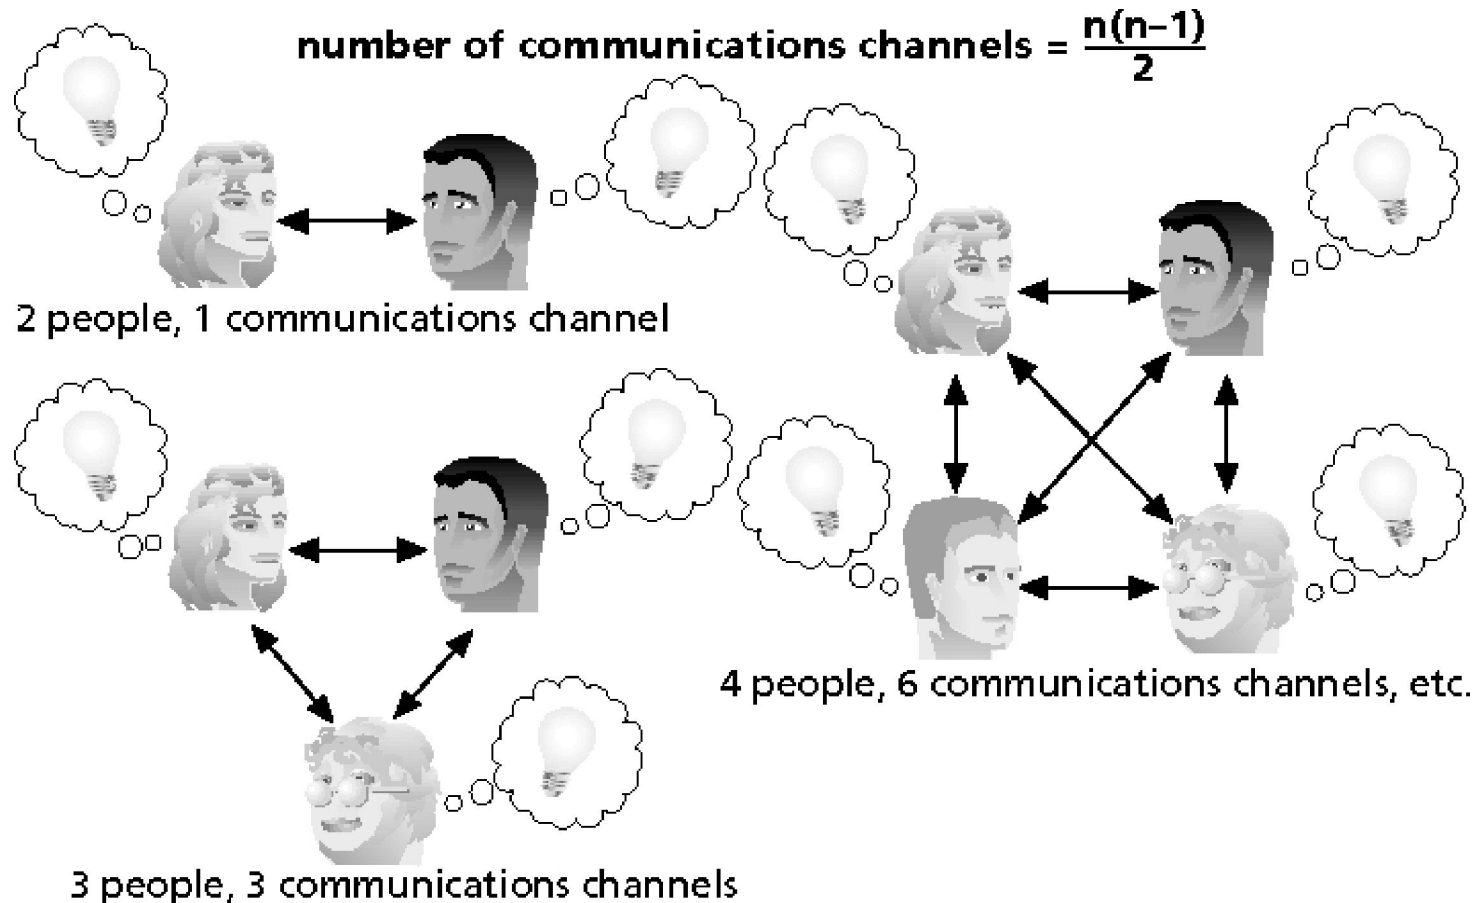 number of communications channels = n(n–1)/2
2 people, 1 communications channel
4 people, 6 communications channels, etc.
3 people, 3 communications channels